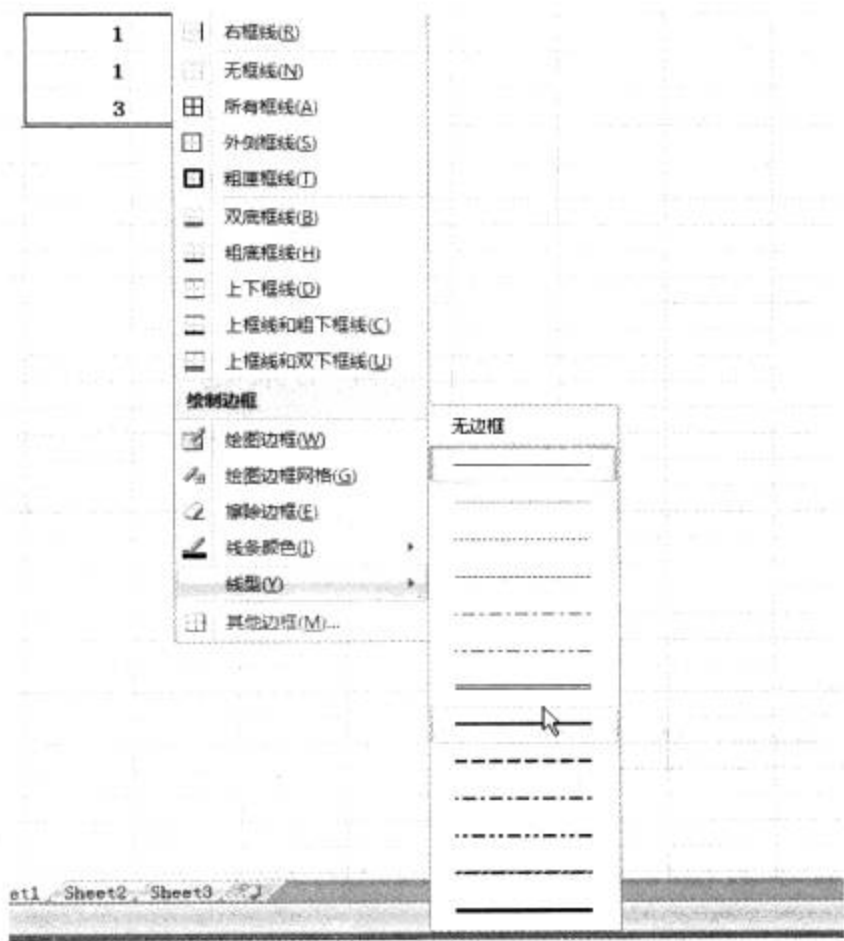 1
1
3
右框线(R)
无框线(N)
所有框线(A)
外侧框线(S)
粗匣框线(T)
双底框线(B)
粗底框线(H)
上下框线(D)
上框线和粗下框线(C)
上框线和双下框线(U)
绘制边框
绘图边框(W)
绘图边框网格(G)
擦除边框(E)
线条颜色(I)
线型(Y)
其他边框(M)...
无边框
et1
Sheet2
Sheet3